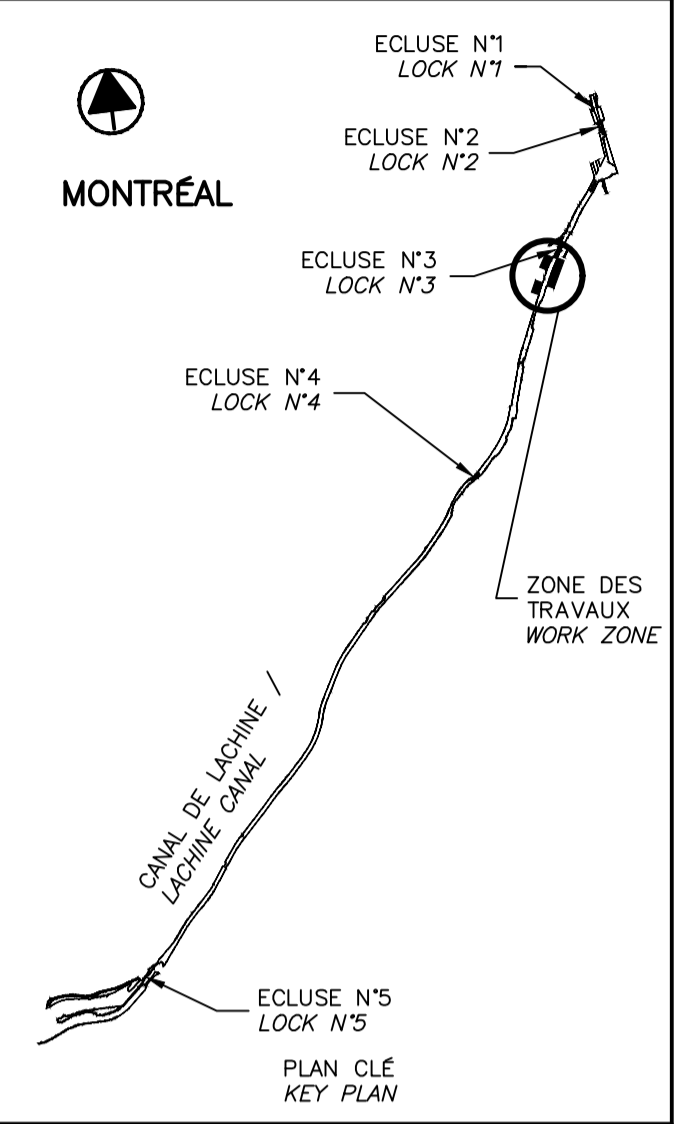 ECLUSE N°1
LOCK N°1
ECLUSE N°2
LOCK N°2
MONTRÉAL
ECLUSE N°3
LOCK N°3
ECLUSE N°4
LOCK N°4
ZONE DES
TRAVAUX
WORK ZONE
CANAL DE LACHINE /
LACHINE CANAL
ECLUSE N°5
LOCK N°5
PLAN CLÉ
KEY PLAN